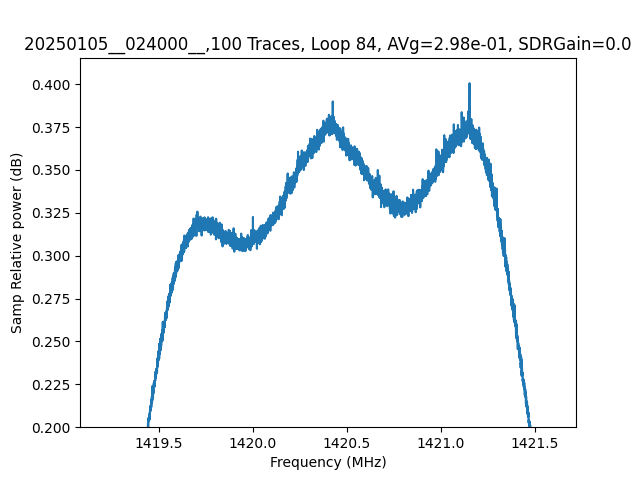 20250105__024000__,100 Traces, Loop 84, AVg=2.98e-01, SDRGain=0.0
0.400
0.375
0.350
0.325
0.300
0.275
0.250
0.225
0.200
Samp Relative power (dB)
1419.5 1420.0 1420.5 1421.0 1421.5
Frequency (MHz)